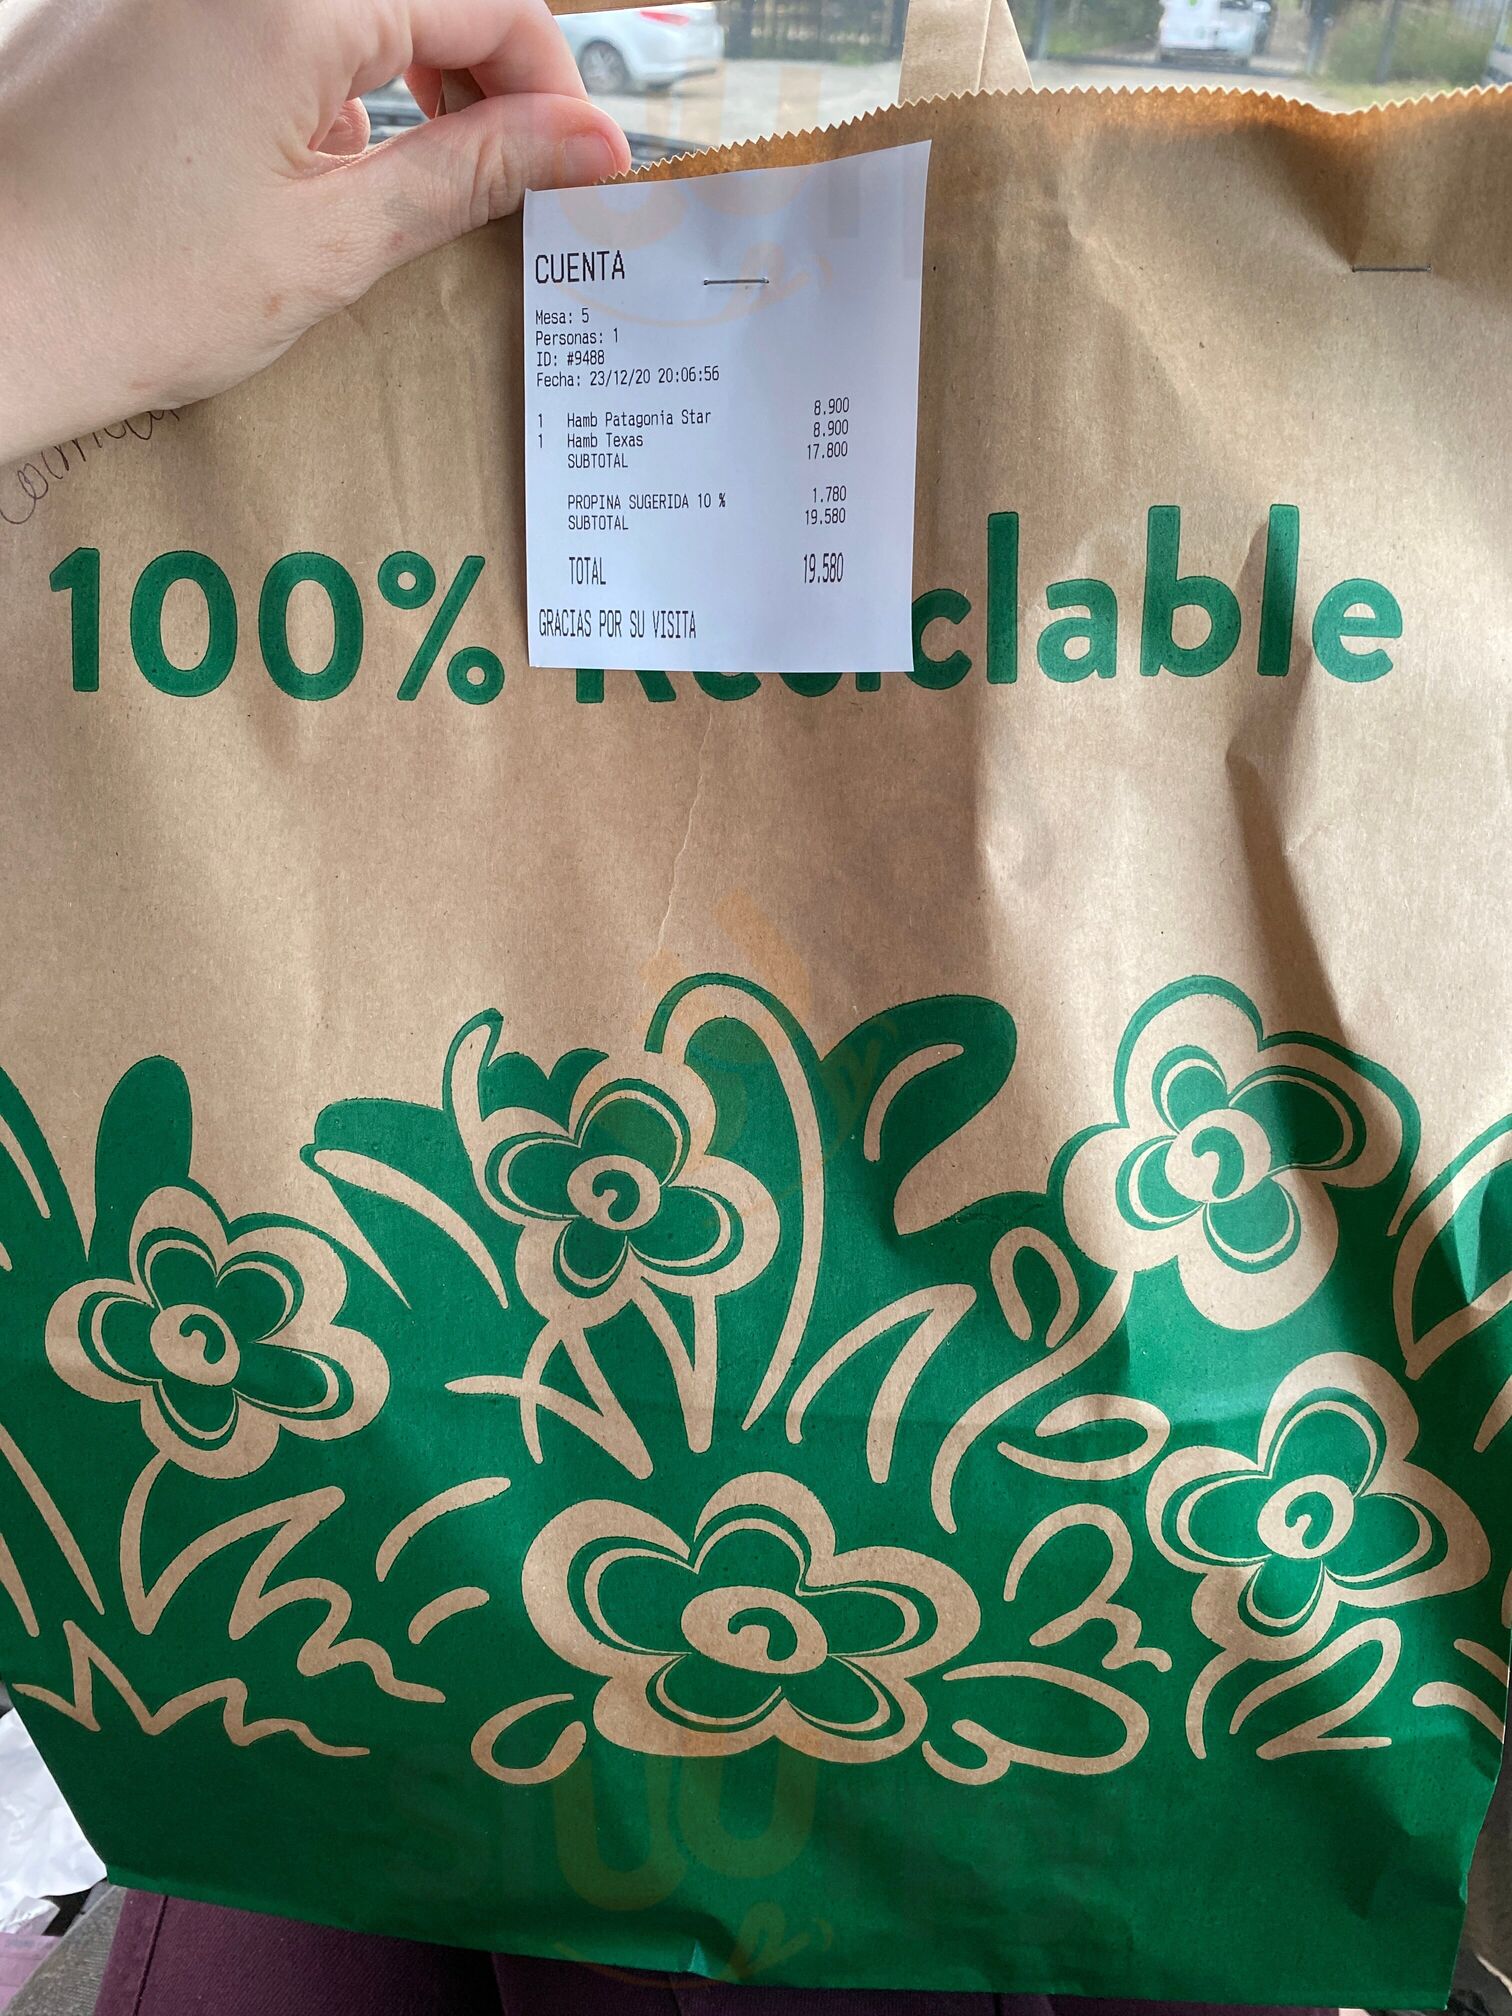 CUENTA
Mesa: 5
Personas: 1
ID: #9488
Fecha: 23/12/20 20:06:56
1 Hamb Patagonia Star 8.900
1 Hamb Texas 8.900
SUBTOTAL 17.800
PROPINA SUGERIDA 10 % 1.780
SUBTOTAL 19.580
TOTAL 19.580
GRACIAS POR SU VISITA
100% Reciclable